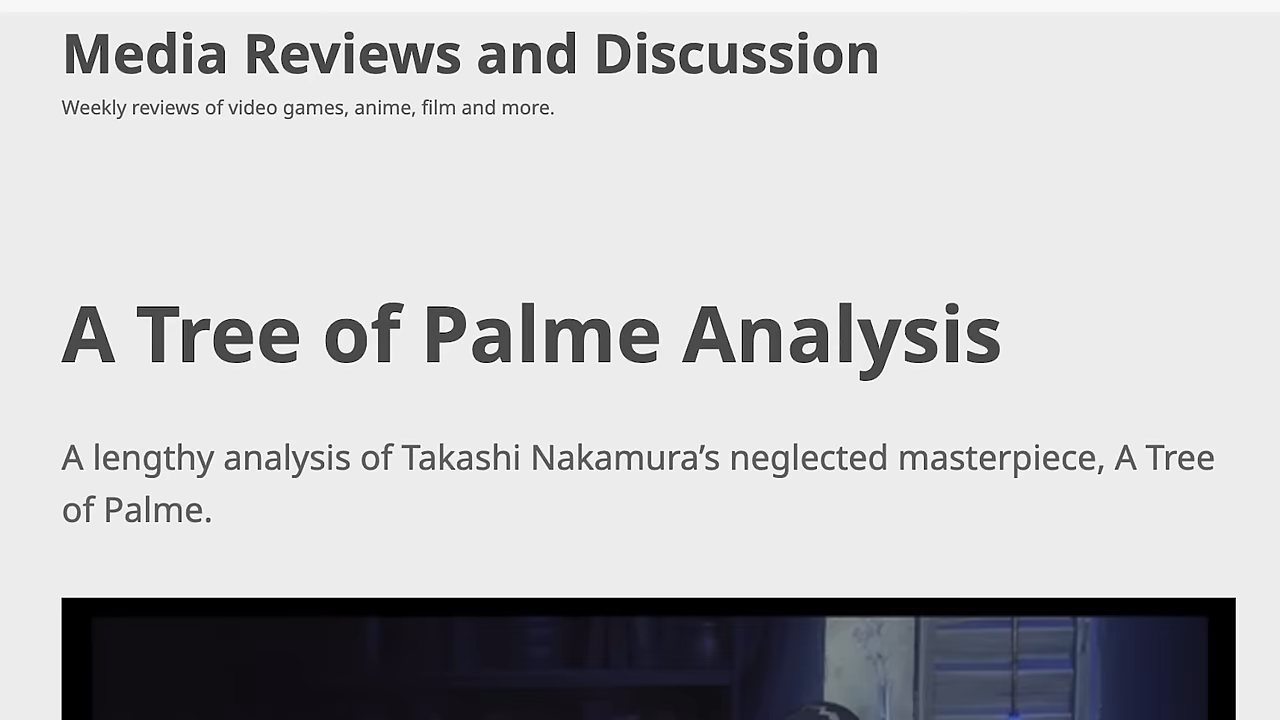 Media Reviews and Discussion
Weekly reviews of video games, anime, film and more.
A Tree of Palme Analysis
A lengthy analysis of Takashi Nakamura’s neglected masterpiece, A Tree
of Palme.